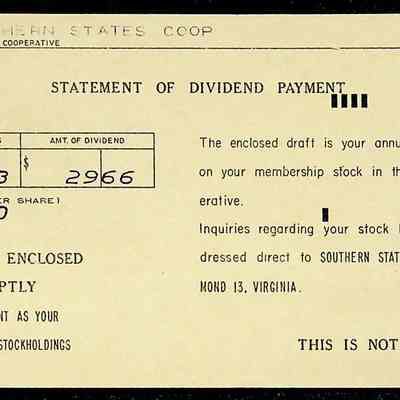 HERN STATES COOP
COOPERATIVE
STATEMENT OF DIVIDEND PAYMENT
AMT. OF DIVIDEND
$ 29 66
ER SHARE)
ENCLOSED
PTLY
NT AS YOUR
STOCKHOLDINGS
The enclosed draft is your annu
on your membership stock in th
erative.
Inquiries regarding your stock
dressed direct to SOUTHERN STAT
MOND 13, VIRGINIA.
THIS IS NOT